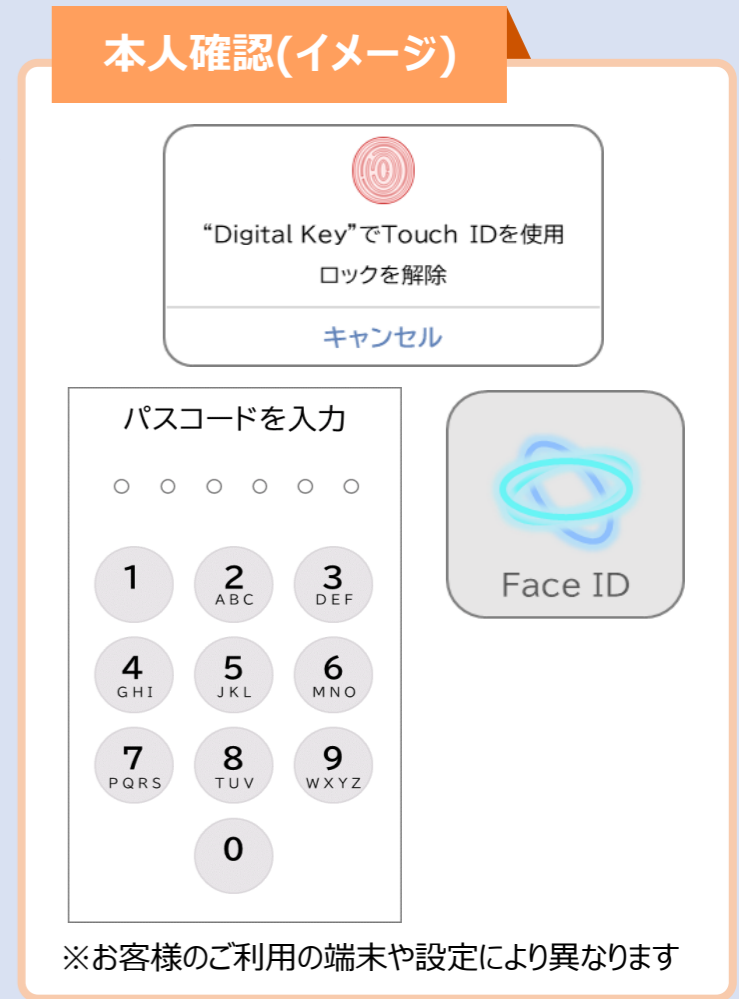 本人確認(イメージ)
“Digital Key”でTouch IDを使用
ロックを解除
キャンセル
パスコードを入力
1 2 3
ABC DEF
4 5 6
GHI JKL MNO
7 8 9
PQRS TUV WXYZ
0
Face ID
※お客様のご利用の端末や設定により異なります